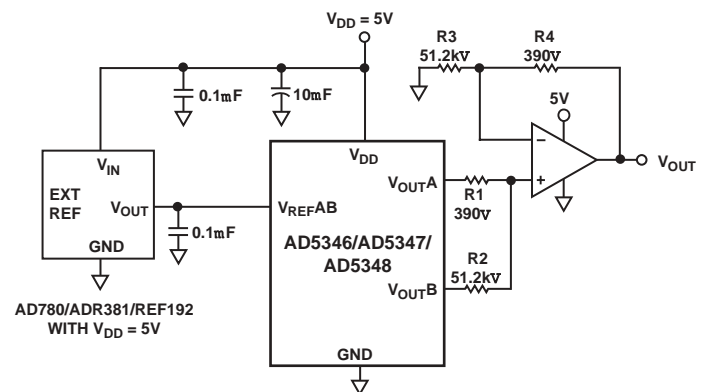 V_DD = 5V
R3
51.2kV
R4
390v
0.1mF
10mF
5V
V_IN
EXT
REF
V_OUT
GND
0.1mF
V_DD
V_REFAB
V_OUTA
AD5346/AD5347/
AD5348
V_OUTB
GND
R1
390v
R2
51.2kV
−
+
V_OUT
AD780/ADR381/REF192
WITH V_DD = 5V